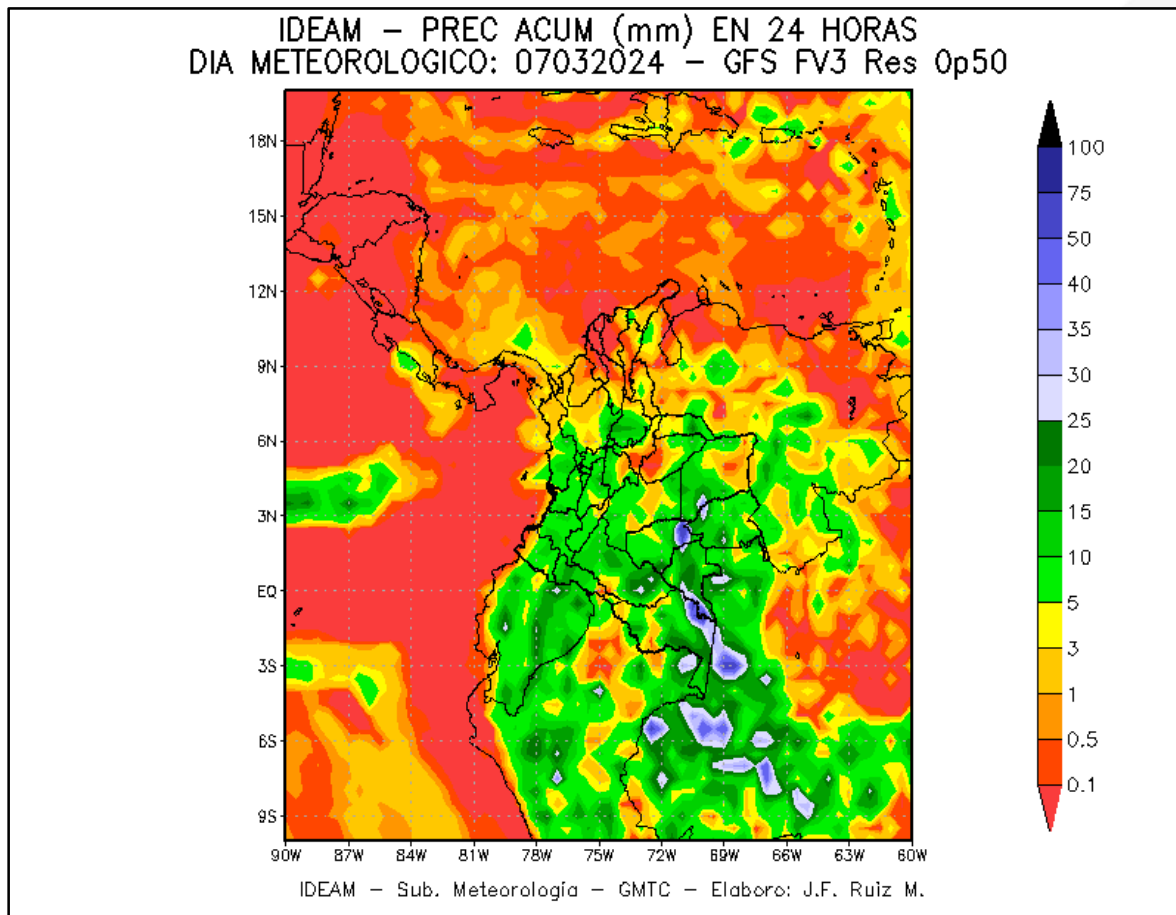 IDEAM – PREC ACUM (mm) EN 24 HORAS
DIA METEOROLOGICO: 07032024 – GFS FV3 Res 0p50
18N
15N
12N
9N
6N
3N
EQ
3S
6S
9S
90W 87W 84W 81W 78W 75W 72W 69W 66W 63W 60W
100
75
50
40
35
30
25
20
15
10
5
3
1
0.5
0.1
IDEAM – Sub. Meteorología – GMTC – Elaboro: J.F. Ruiz M.